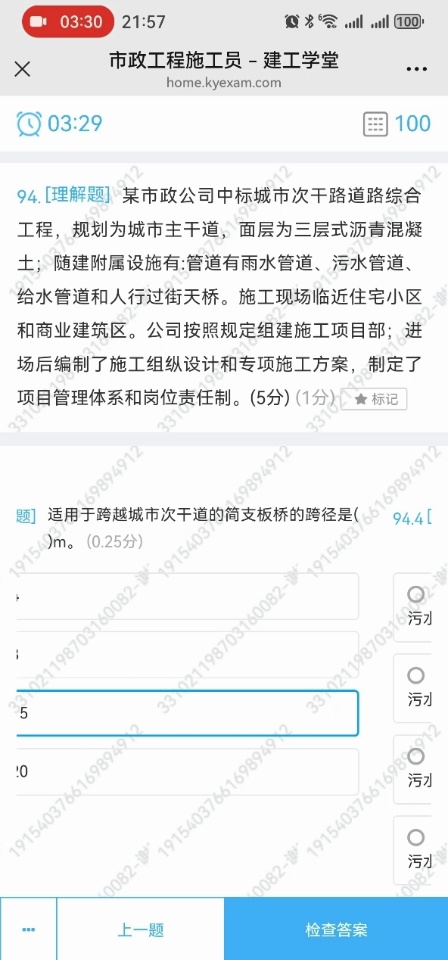 03:30 21:57 6 100
市政工程施工员 – 建工学堂
home.kyexam.com
03:29 100
94. [理解题] 某市政公司中标城市次干路道路综合
工程，规划为城市主干道，面层为三层式沥青混凝
土；随建附属设施有:管道有雨水管道、污水管道、
给水管道和人行过街天桥。施工现场临近住宅小区
和商业建筑区。公司按照规定组建施工项目部；进
场后编制了施工组纵设计和专项施工方案，制定了
项目管理体系和岗位责任制。(5分) (1分) ★ 标记
题] 适用于跨越城市次干道的简支板桥的跨径是( 94.4 [
)m。 (0.25分)
污水
污水
5
20
污水
污水
••• 上一题 检查答案
1915403766169894912
331021198703160082